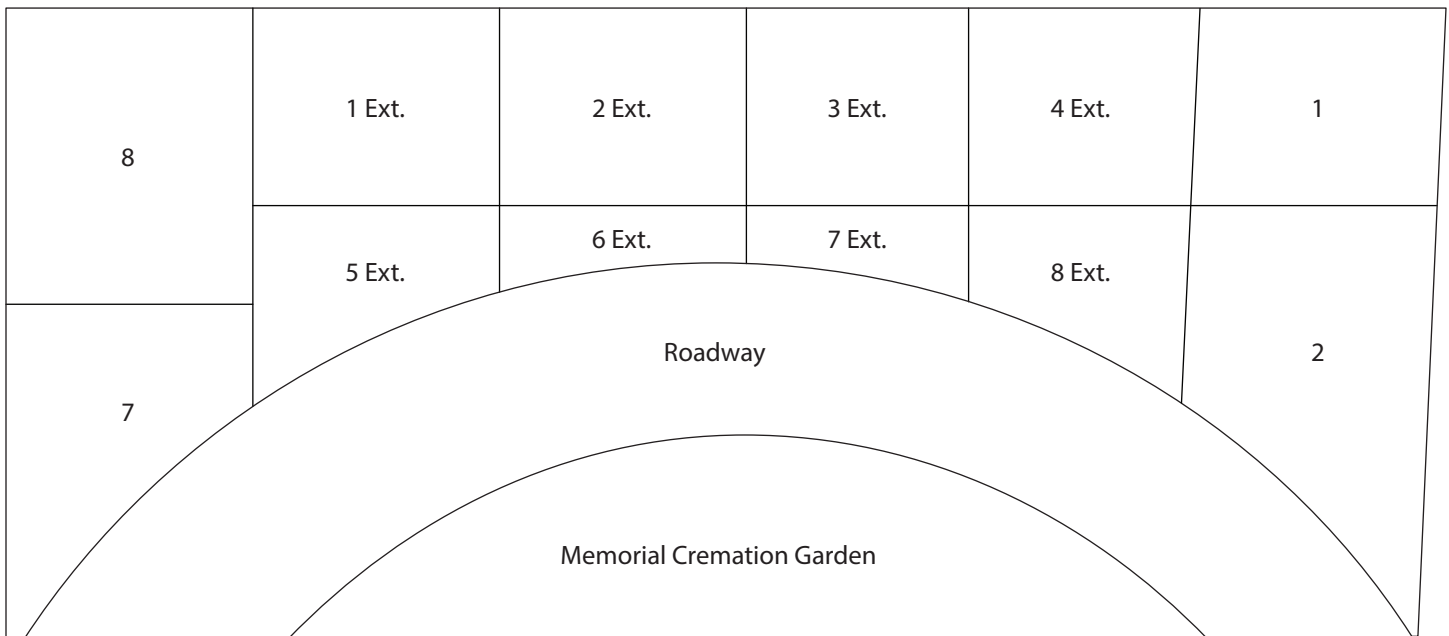 8
1 Ext.
2 Ext.
3 Ext.
4 Ext.
1
5 Ext.
6 Ext.
7 Ext.
8 Ext.
2
7
Roadway
Memorial Cremation Garden